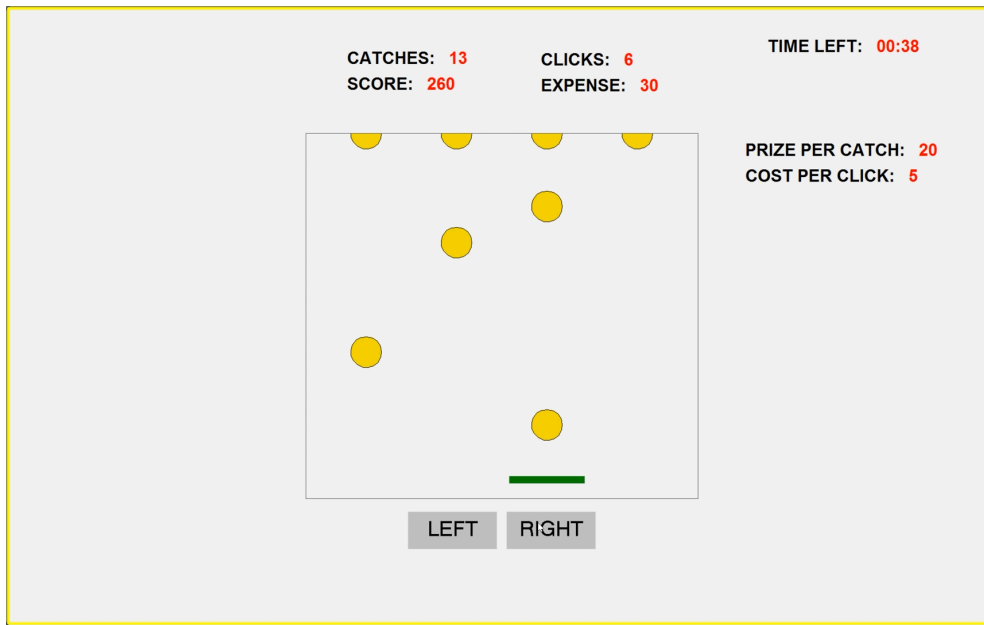 TIME LEFT: 00:38
CATCHES: 13 CLICKS: 6
SCORE: 260 EXPENSE: 30
PRIZE PER CATCH: 20
COST PER CLICK: 5
LEFT RIGHT